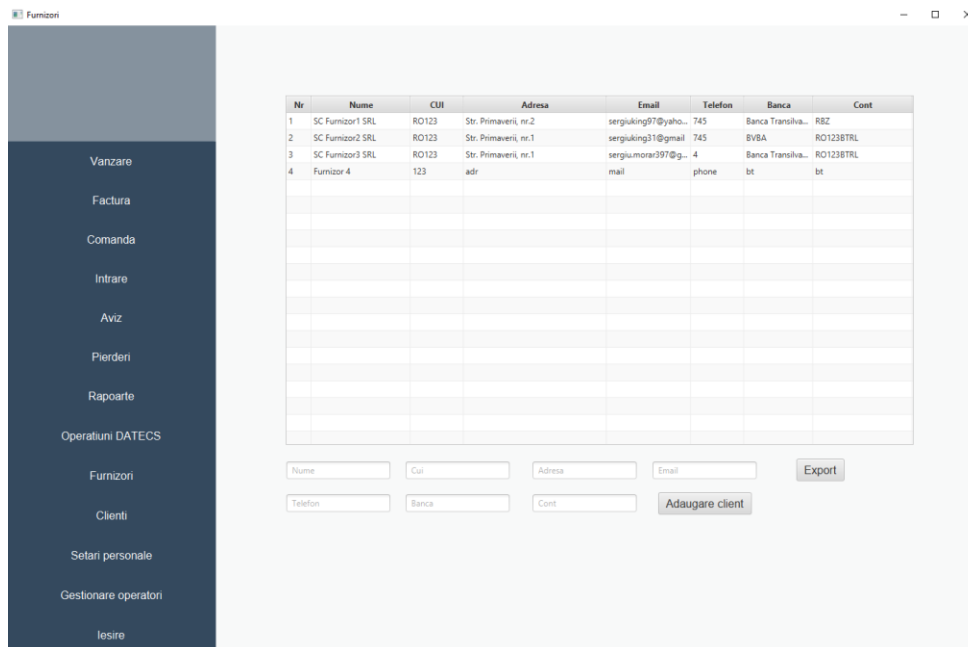 Furnizori
Vanzare
Factura
Comanda
Intrare
Aviz
Pierderi
Rapoarte
Operatiuni DATECS
Furnizori
Clienti
Setari personale
Gestionare operatori
Iesire
Nr Nume CUI Adresa Email Telefon Banca Cont
1 SC Furnizor1 SRL RO123 Str. Primaverii, nr.2 sergiuking97@yaho... 745 Banca Transilva... RBZ
2 SC Furnizor2 SRL RO123 Str. Primaverii, nr.1 sergiuking31@gmail 745 BVBA RO123BTRL
3 SC Furnizor3 SRL RO123 Str. Primaverii, nr.1 sergiu.morar397@g... 4 Banca Transilva... RO123BTRL
4 Furnizor 4 123 adr mail phone bt bt
Nume Cui Adresa Email Export
Telefon Banca Cont Adaugare client